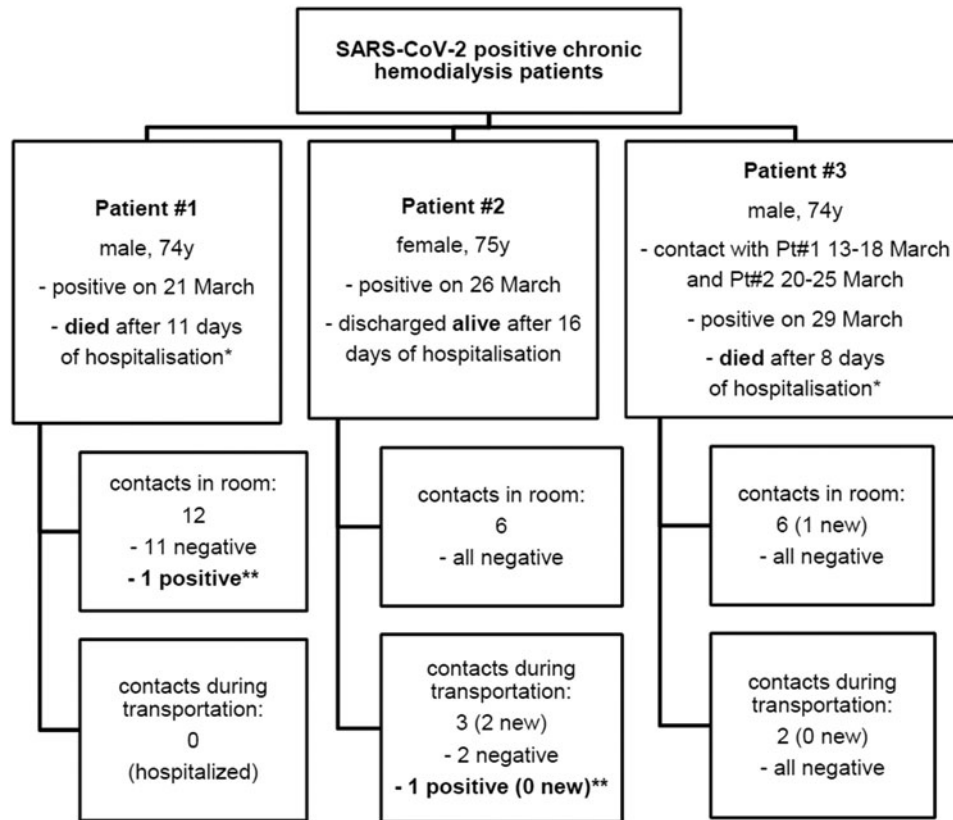 SARS-CoV-2 positive chronic
hemodialysis patients
Patient #1
male, 74y
- positive on 21 March
- died after 11 days
of hospitalisation*
Patient #2
female, 75y
- positive on 26 March
- discharged alive after 16
days of hospitalisation
Patient #3
male, 74y
- contact with Pt#1 13-18 March
and Pt#2 20-25 March
- positive on 29 March
- died after 8 days
of hospitalisation*
contacts in room:
12
- 11 negative
- 1 positive**
contacts in room:
6
- all negative
contacts in room:
6 (1 new)
- all negative
contacts during
transportation:
0
(hospitalized)
contacts during
transportation:
3 (2 new)
- 2 negative
- 1 positive (0 new)**
contacts during
transportation:
2 (0 new)
- all negative